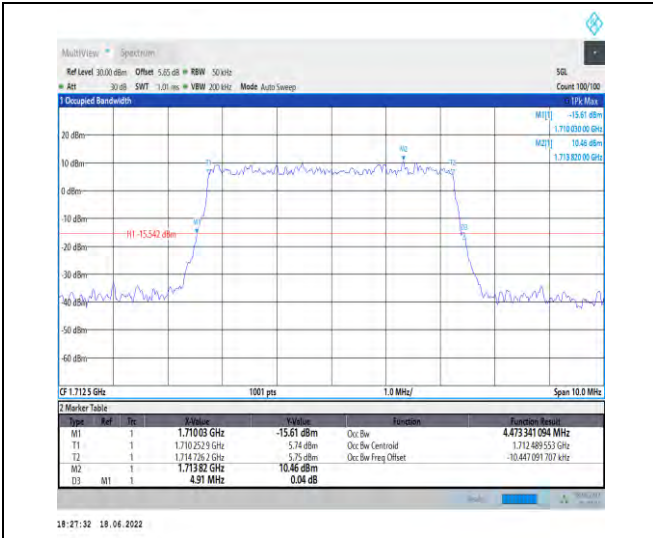 MultiView Spectrum
Ref Level 30.00 dBm Offset 5.65 dB RBW 50 kHz SGL
Att 30 dB SWT 1.01 ms VBW 200 kHz Mode Auto Sweep Count 100/100
1 Occupied Bandwidth 1Pk Max
M1[1] -15.61 dBm
1.710 030 00 GHz
M2[1] 10.46 dBm
1.713 820 00 GHz
20 dBm
M2
T1 T2
10 dBm
0 dBm
-10 dBm
M1
H1 -15.542 dBm
D3
-20 dBm
-30 dBm
-40 dBm
-50 dBm
-60 dBm
CF 1.712 5 GHz 1001 pts 1.0 MHz/ Span 10.0 MHz
2 Marker Table
Type Ref Trc X-Value Y-Value Function Function Result
M1 1 1.710 03 GHz -15.61 dBm Occ Bw 4.473 341 094 MHz
T1 1 1.710 252 9 GHz 5.74 dBm Occ Bw Centroid 1.712 489 553 GHz
T2 1 1.714 726 2 GHz 5.75 dBm Occ Bw Freq Offset -10.447 091 707 kHz
M2 1 1.713 82 GHz 10.46 dBm
D3 M1 1 4.91 MHz 0.04 dB
18:27:32 18.06.2022